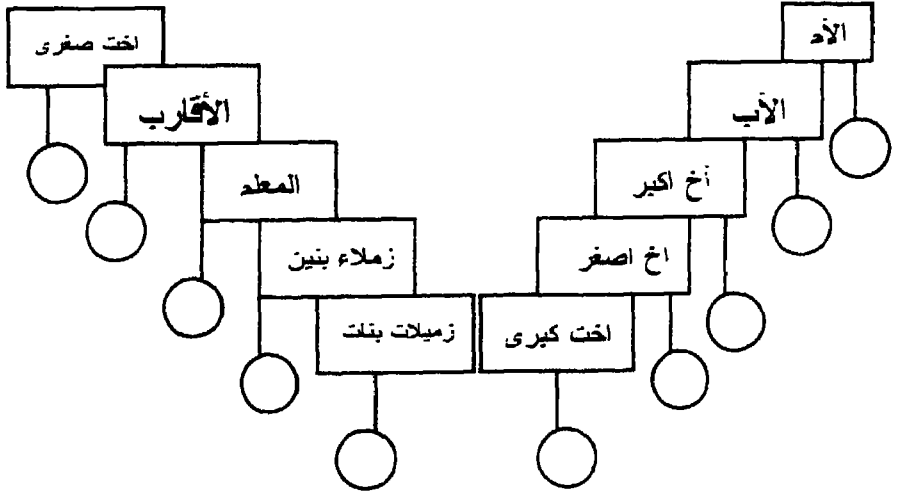 الأم
الأب
أخ اكبر
اخ اصغر
اخت كبرى
اخت صغرى
الأقارب
المعلم
زملاء بنين
زميلات بنات